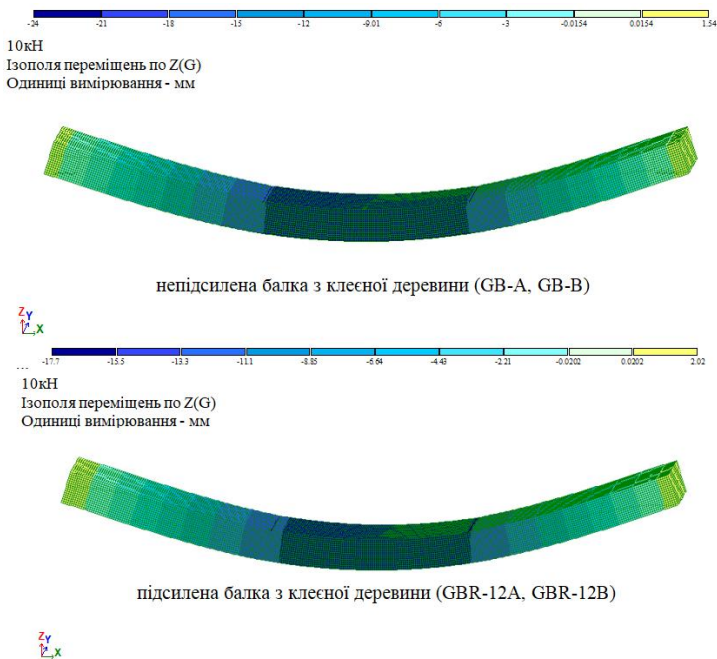 -24 -21 -18 -15 -12 -9.01 -6 -3 -0.0154 0.0154 1.54
10кН
Ізополя переміщень по Z(G)
Одиниці вимірювання - мм
непідсилена балка з клеєної деревини (GB-A, GB-B)
Z Y X
-17.7 -15.5 -13.3 -11.1 -8.85 -6.64 -4.43 -2.21 -0.0202 0.0202 2.02
...
10кН
Ізополя переміщень по Z(G)
Одиниці вимірювання - мм
підсилена балка з клеєної деревини (GBR-12A, GBR-12B)
Z Y X